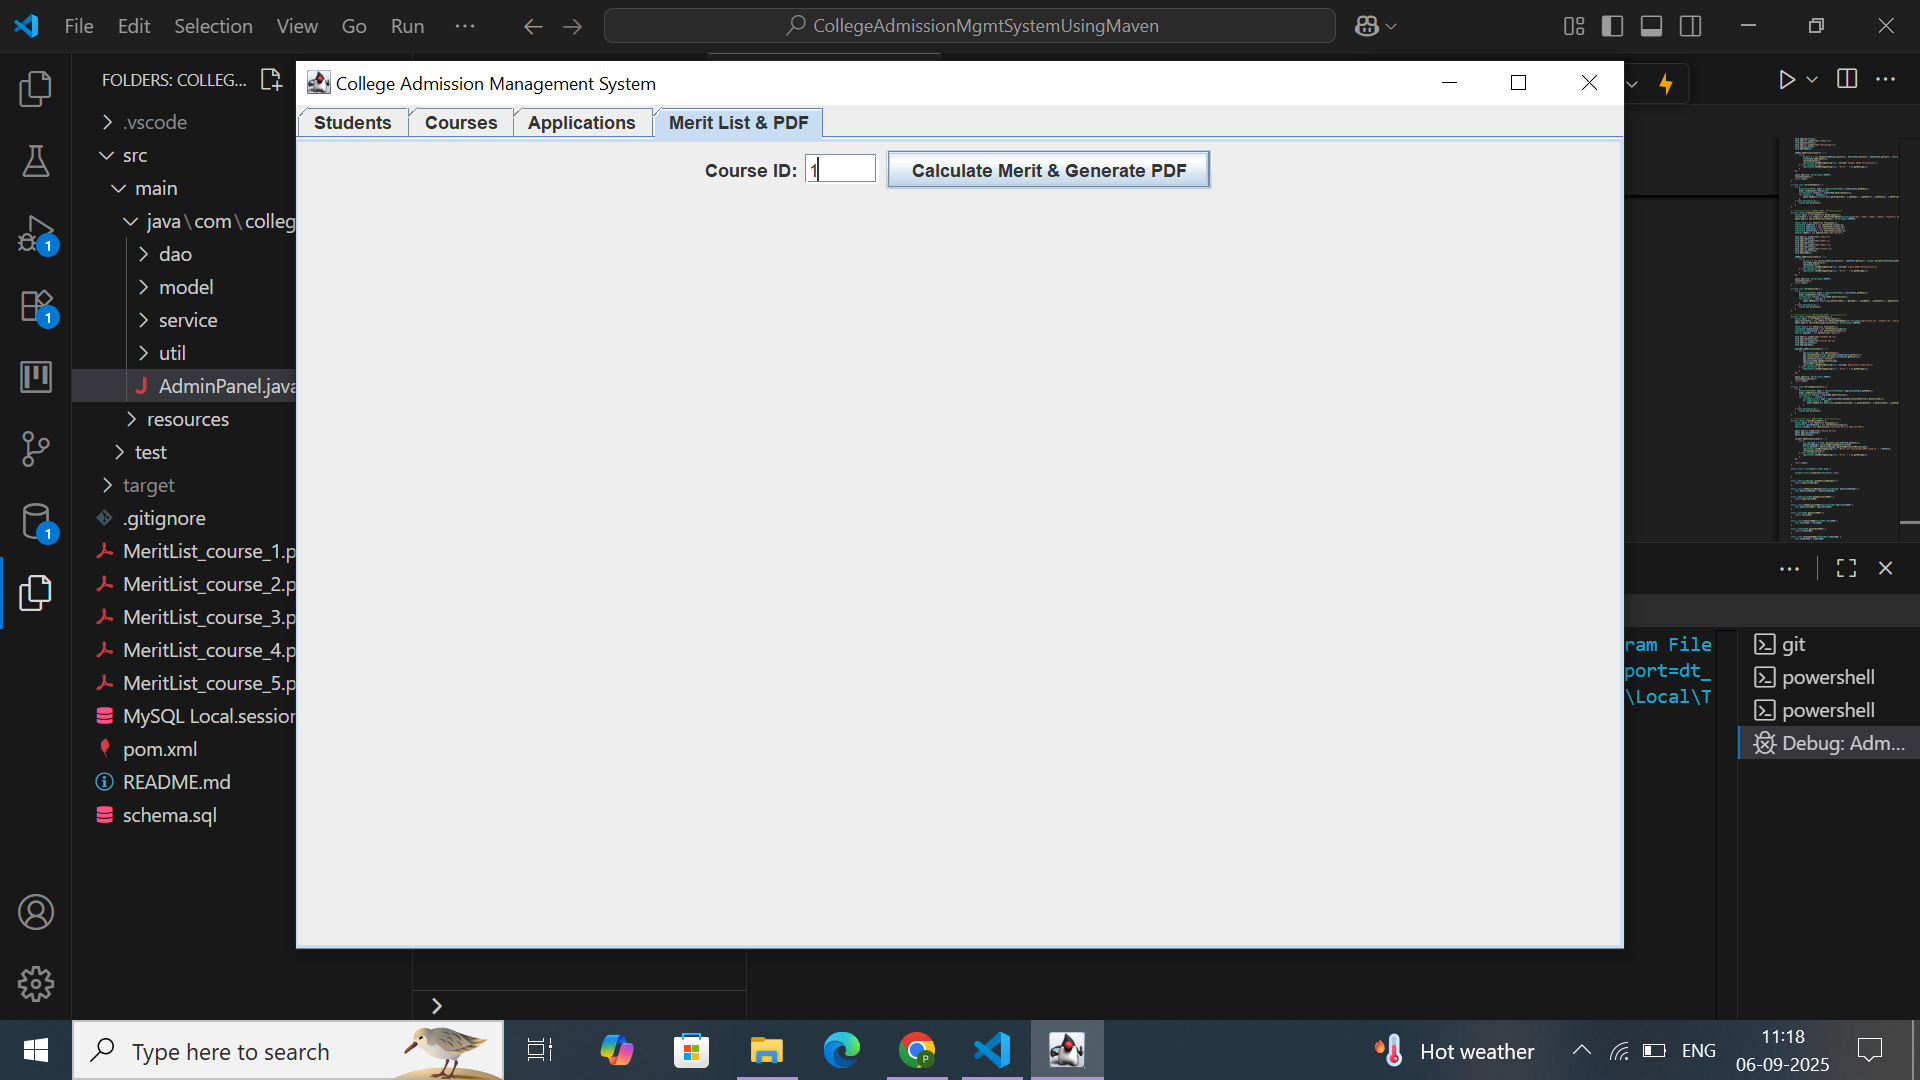 File Edit Selection View Go Run
CollegeAdmissionMgmtSystemUsingMaven
FOLDERS: COLLEG...
College Admission Management System
Students Courses Applications Merit List & PDF
Course ID: 1 Calculate Merit & Generate PDF
.vscode
src
main
java\com\colleg
dao
model
service
util
AdminPanel.java
resources
test
target
.gitignore
MeritList_course_1.p
MeritList_course_2.p
MeritList_course_3.p
MeritList_course_4.p
MeritList_course_5.p
MySQL Local.session
pom.xml
README.md
schema.sql
1
1
1
ram File
port=dt_
\Local\T
git
powershell
powershell
Debug: Adm...
Type here to search
Hot weather
ENG
11:18
06-09-2025